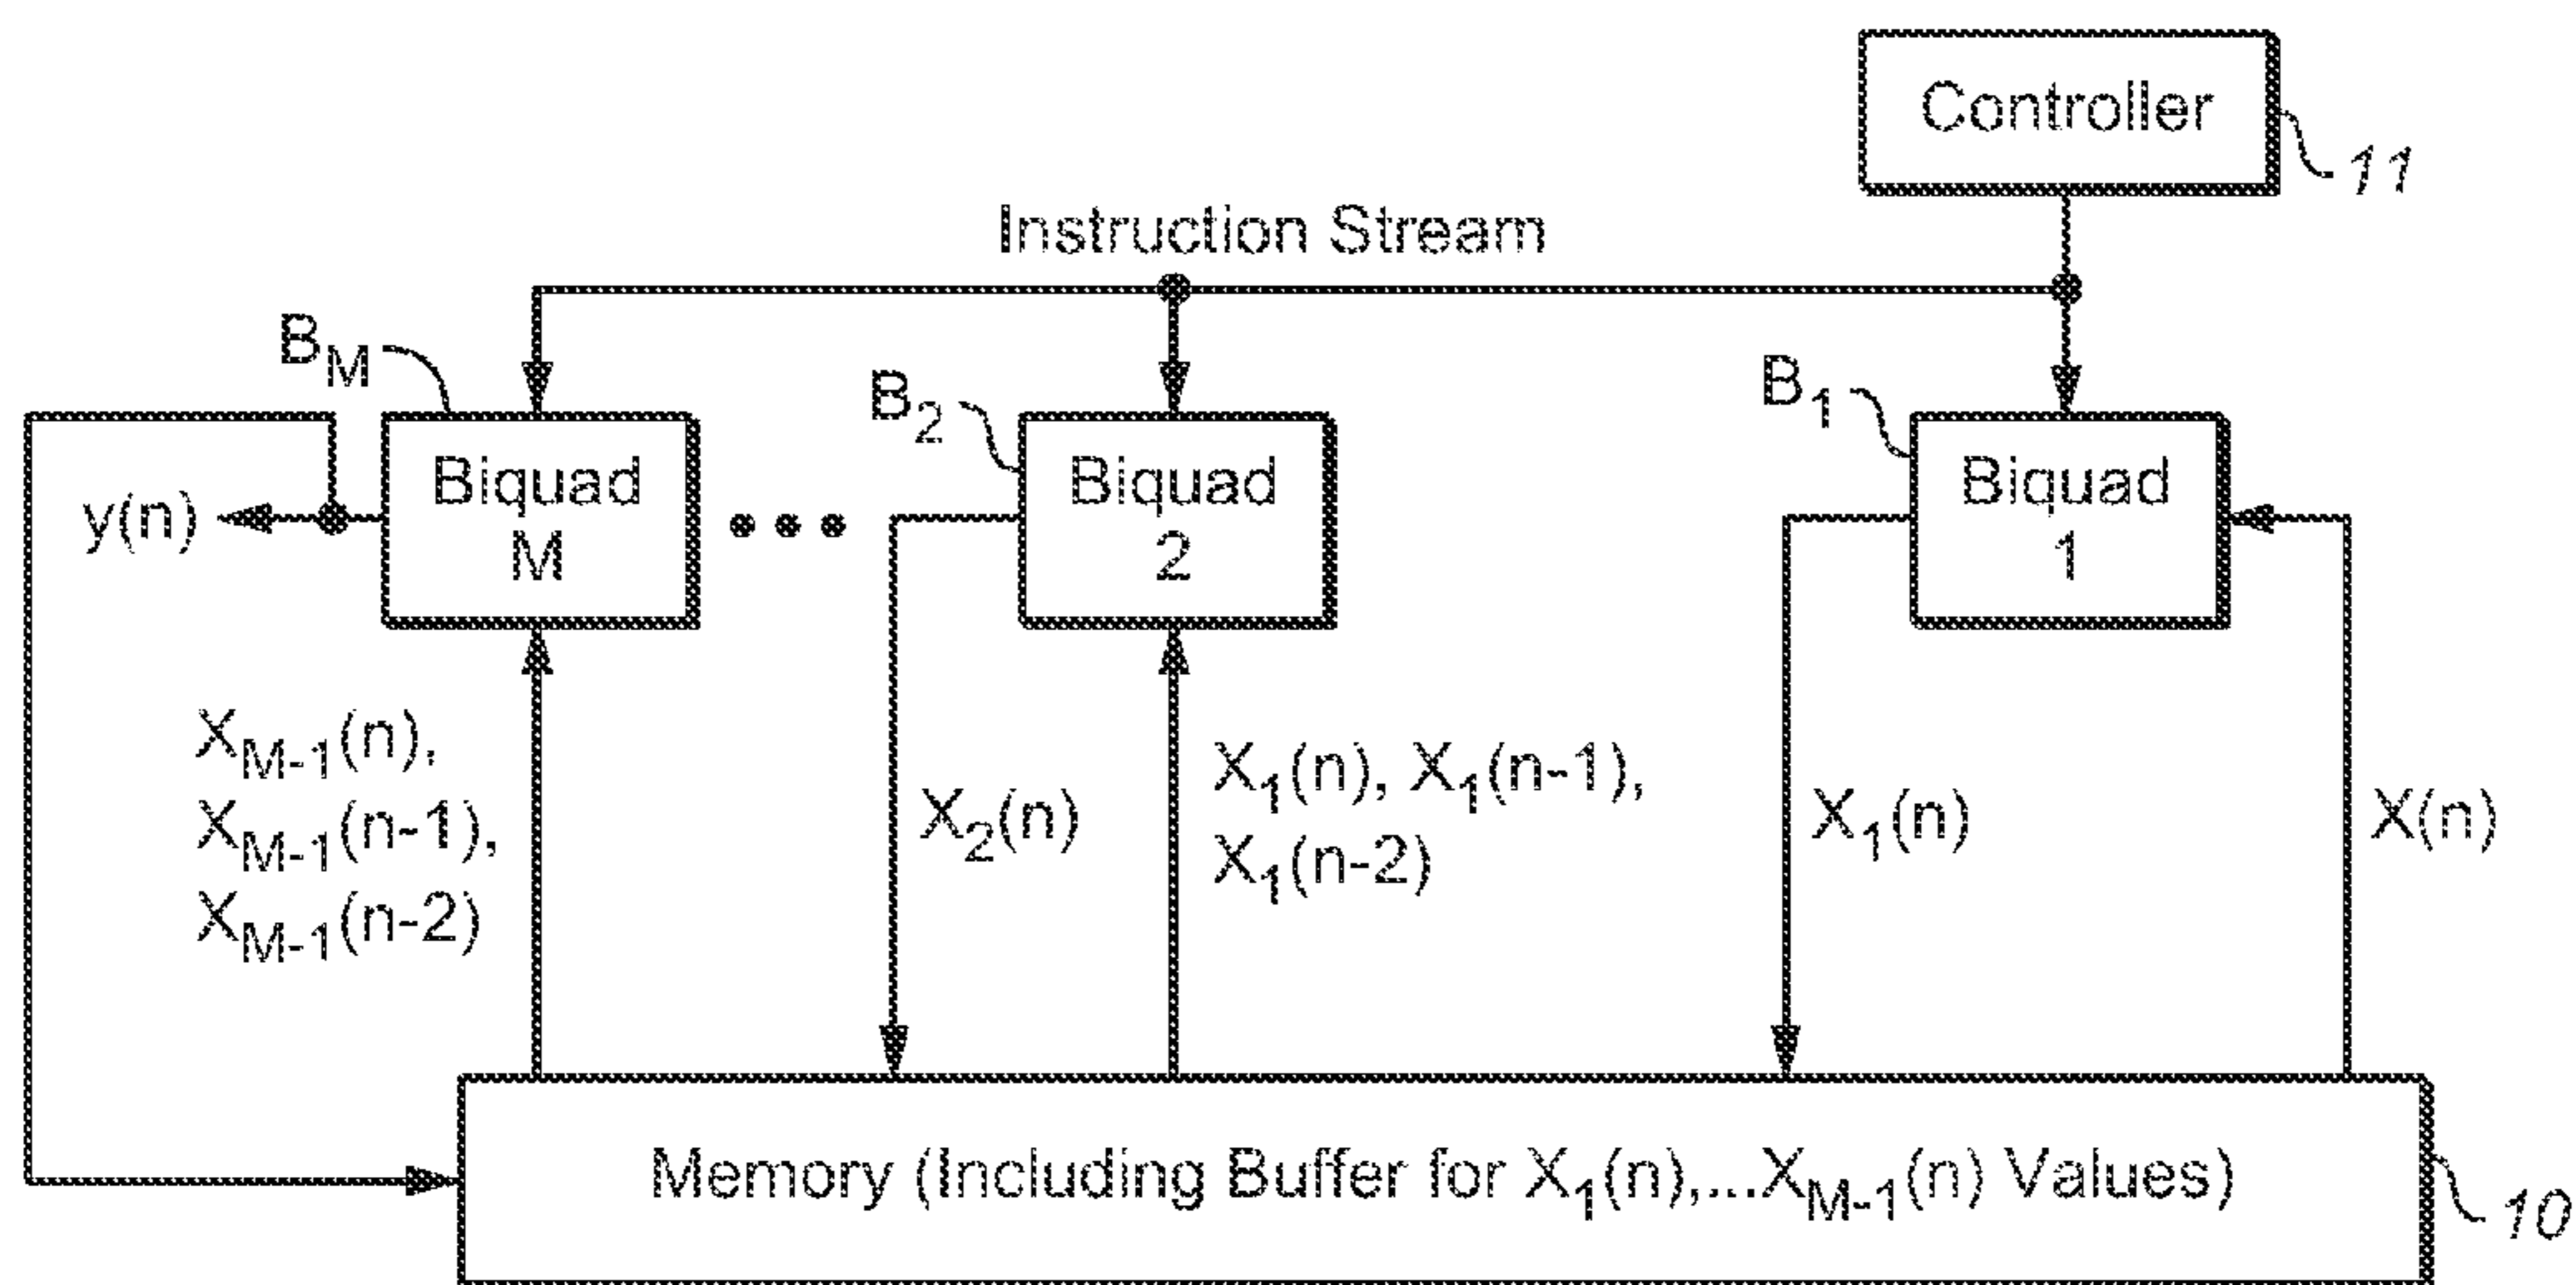 Controller
11
Instruction Stream
B_M
B_2
B_1
Biquad
M
Biquad
2
Biquad
1
y(n)
X_{M-1}(n),
X_{M-1}(n-1),
X_{M-1}(n-2)
X_2(n)
X_1(n), X_1(n-1),
X_1(n-2)
X_1(n)
X(n)
Memory (Including Buffer for X_1(n),...X_{M-1}(n) Values)
10